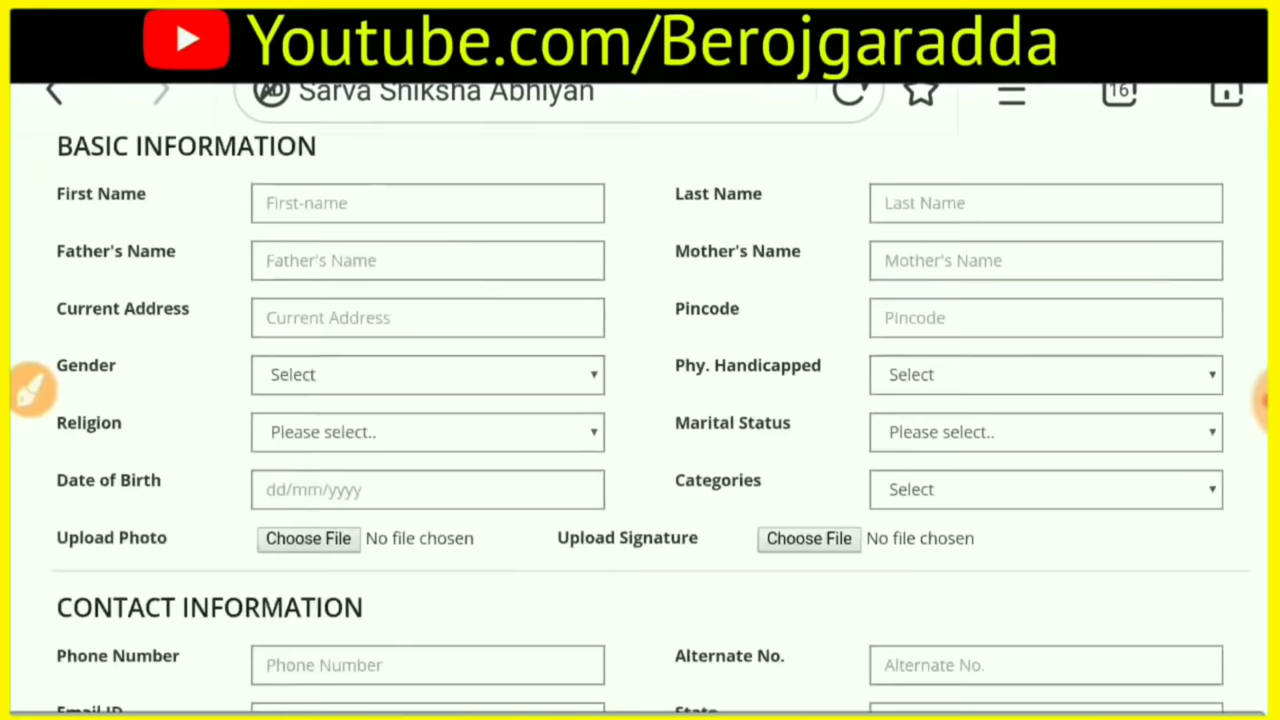 Youtube.com/Berojgaradda
Sarva Shiksha Abhiyan
16
BASIC INFORMATION
First Name First-name Last Name Last Name
Father's Name Father's Name Mother's Name Mother's Name
Current Address Current Address Pincode Pincode
Gender Select Phy. Handicapped Select
Religion Please select.. Marital Status Please select..
Date of Birth dd/mm/yyyy Categories Select
Upload Photo Choose File No file chosen Upload Signature Choose File No file chosen
CONTACT INFORMATION
Phone Number Phone Number Alternate No. Alternate No.
Email ID State